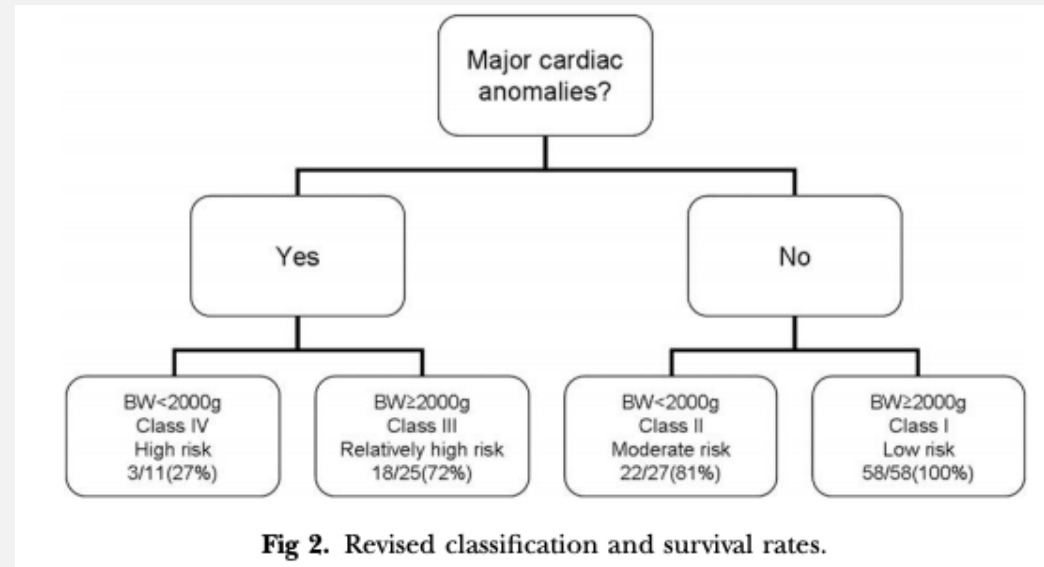 Major cardiac
anomalies?
Yes
No
BW<2000g
Class IV
High risk
3/11(27%)
BW≥2000g
Class III
Relatively high risk
18/25(72%)
BW<2000g
Class II
Moderate risk
22/27(81%)
BW≥2000g
Class I
Low risk
58/58(100%)
Fig 2. Revised classification and survival rates.